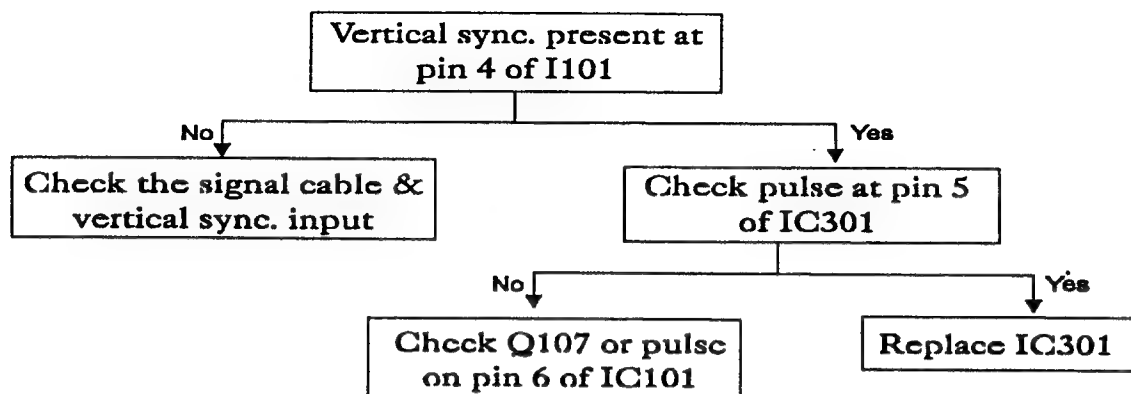 Vertical sync. present at
pin 4 of I101
No
Yes
Check the signal cable &
vertical sync. input
Check pulse at pin 5
of IC301
No
Yes
Check Q107 or pulse
on pin 6 of IC101
Replace IC301